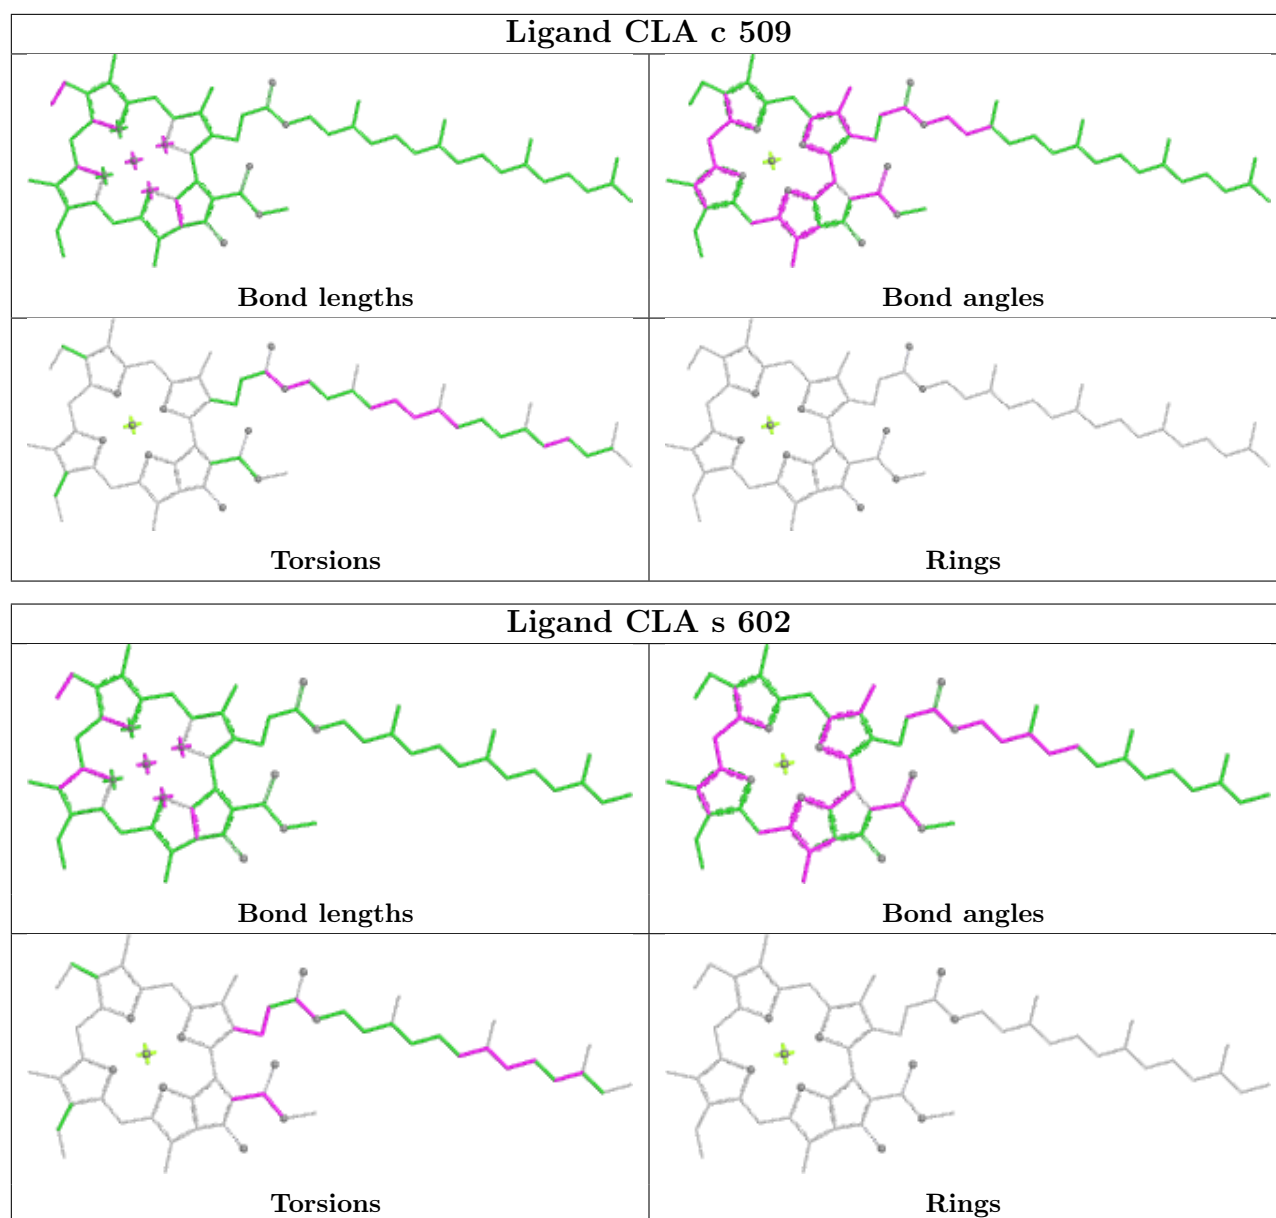 Ligand CLA c 509
Bond lengths
Bond angles
Torsions
Rings
Ligand CLA s 602
Bond lengths
Bond angles
Torsions
Rings